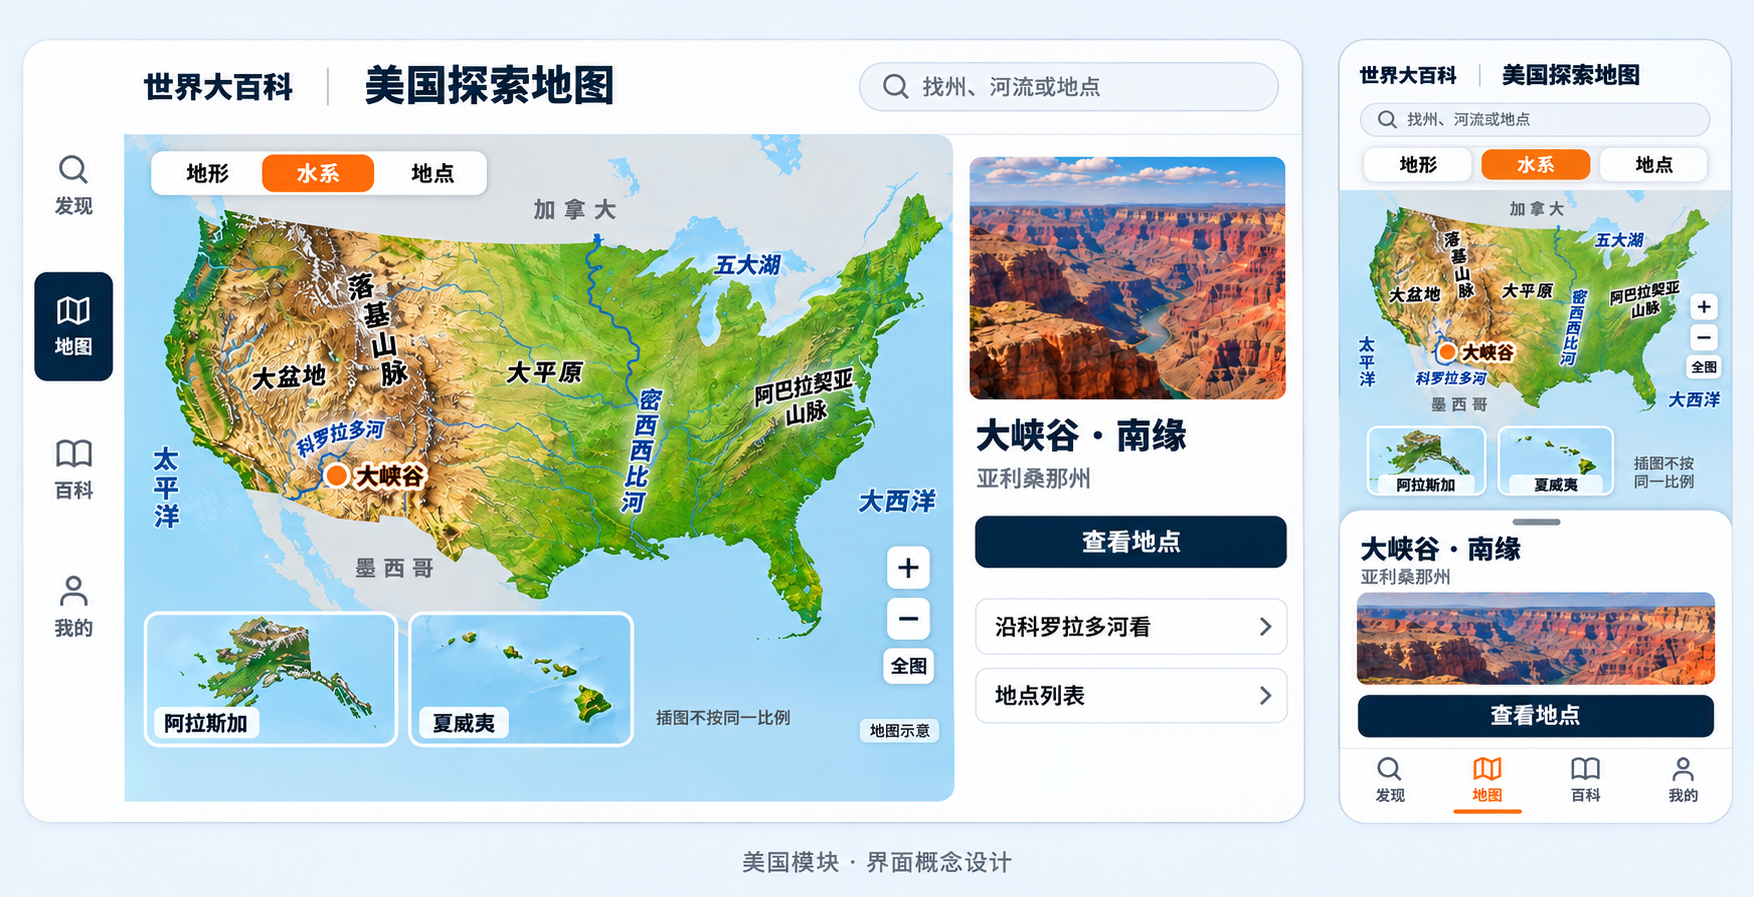 世界大百科
美国探索地图
找州、河流或地点
发现
地图
百科
我的
地形
水系
地点
加拿大
五大湖
落基山脉
大盆地
大平原
阿巴拉契亚
山脉
密西西比河
科罗拉多河
大峡谷
太平洋
大西洋
墨西哥
+
−
全图
阿拉斯加
夏威夷
插图不按同一比例
地图示意
大峡谷·南缘
亚利桑那州
查看地点
沿科罗拉多河看
地点列表
世界大百科
美国探索地图
找州、河流或地点
地形
水系
地点
加拿大
五大湖
落基山脉
大盆地
大平原
阿巴拉契亚
山脉
密西西比河
大峡谷
科罗拉多河
太平洋
墨西哥
大西洋
+
−
全图
阿拉斯加
夏威夷
插图不按
同一比例
大峡谷·南缘
亚利桑那州
查看地点
发现
地图
百科
我的
美国模块·界面概念设计